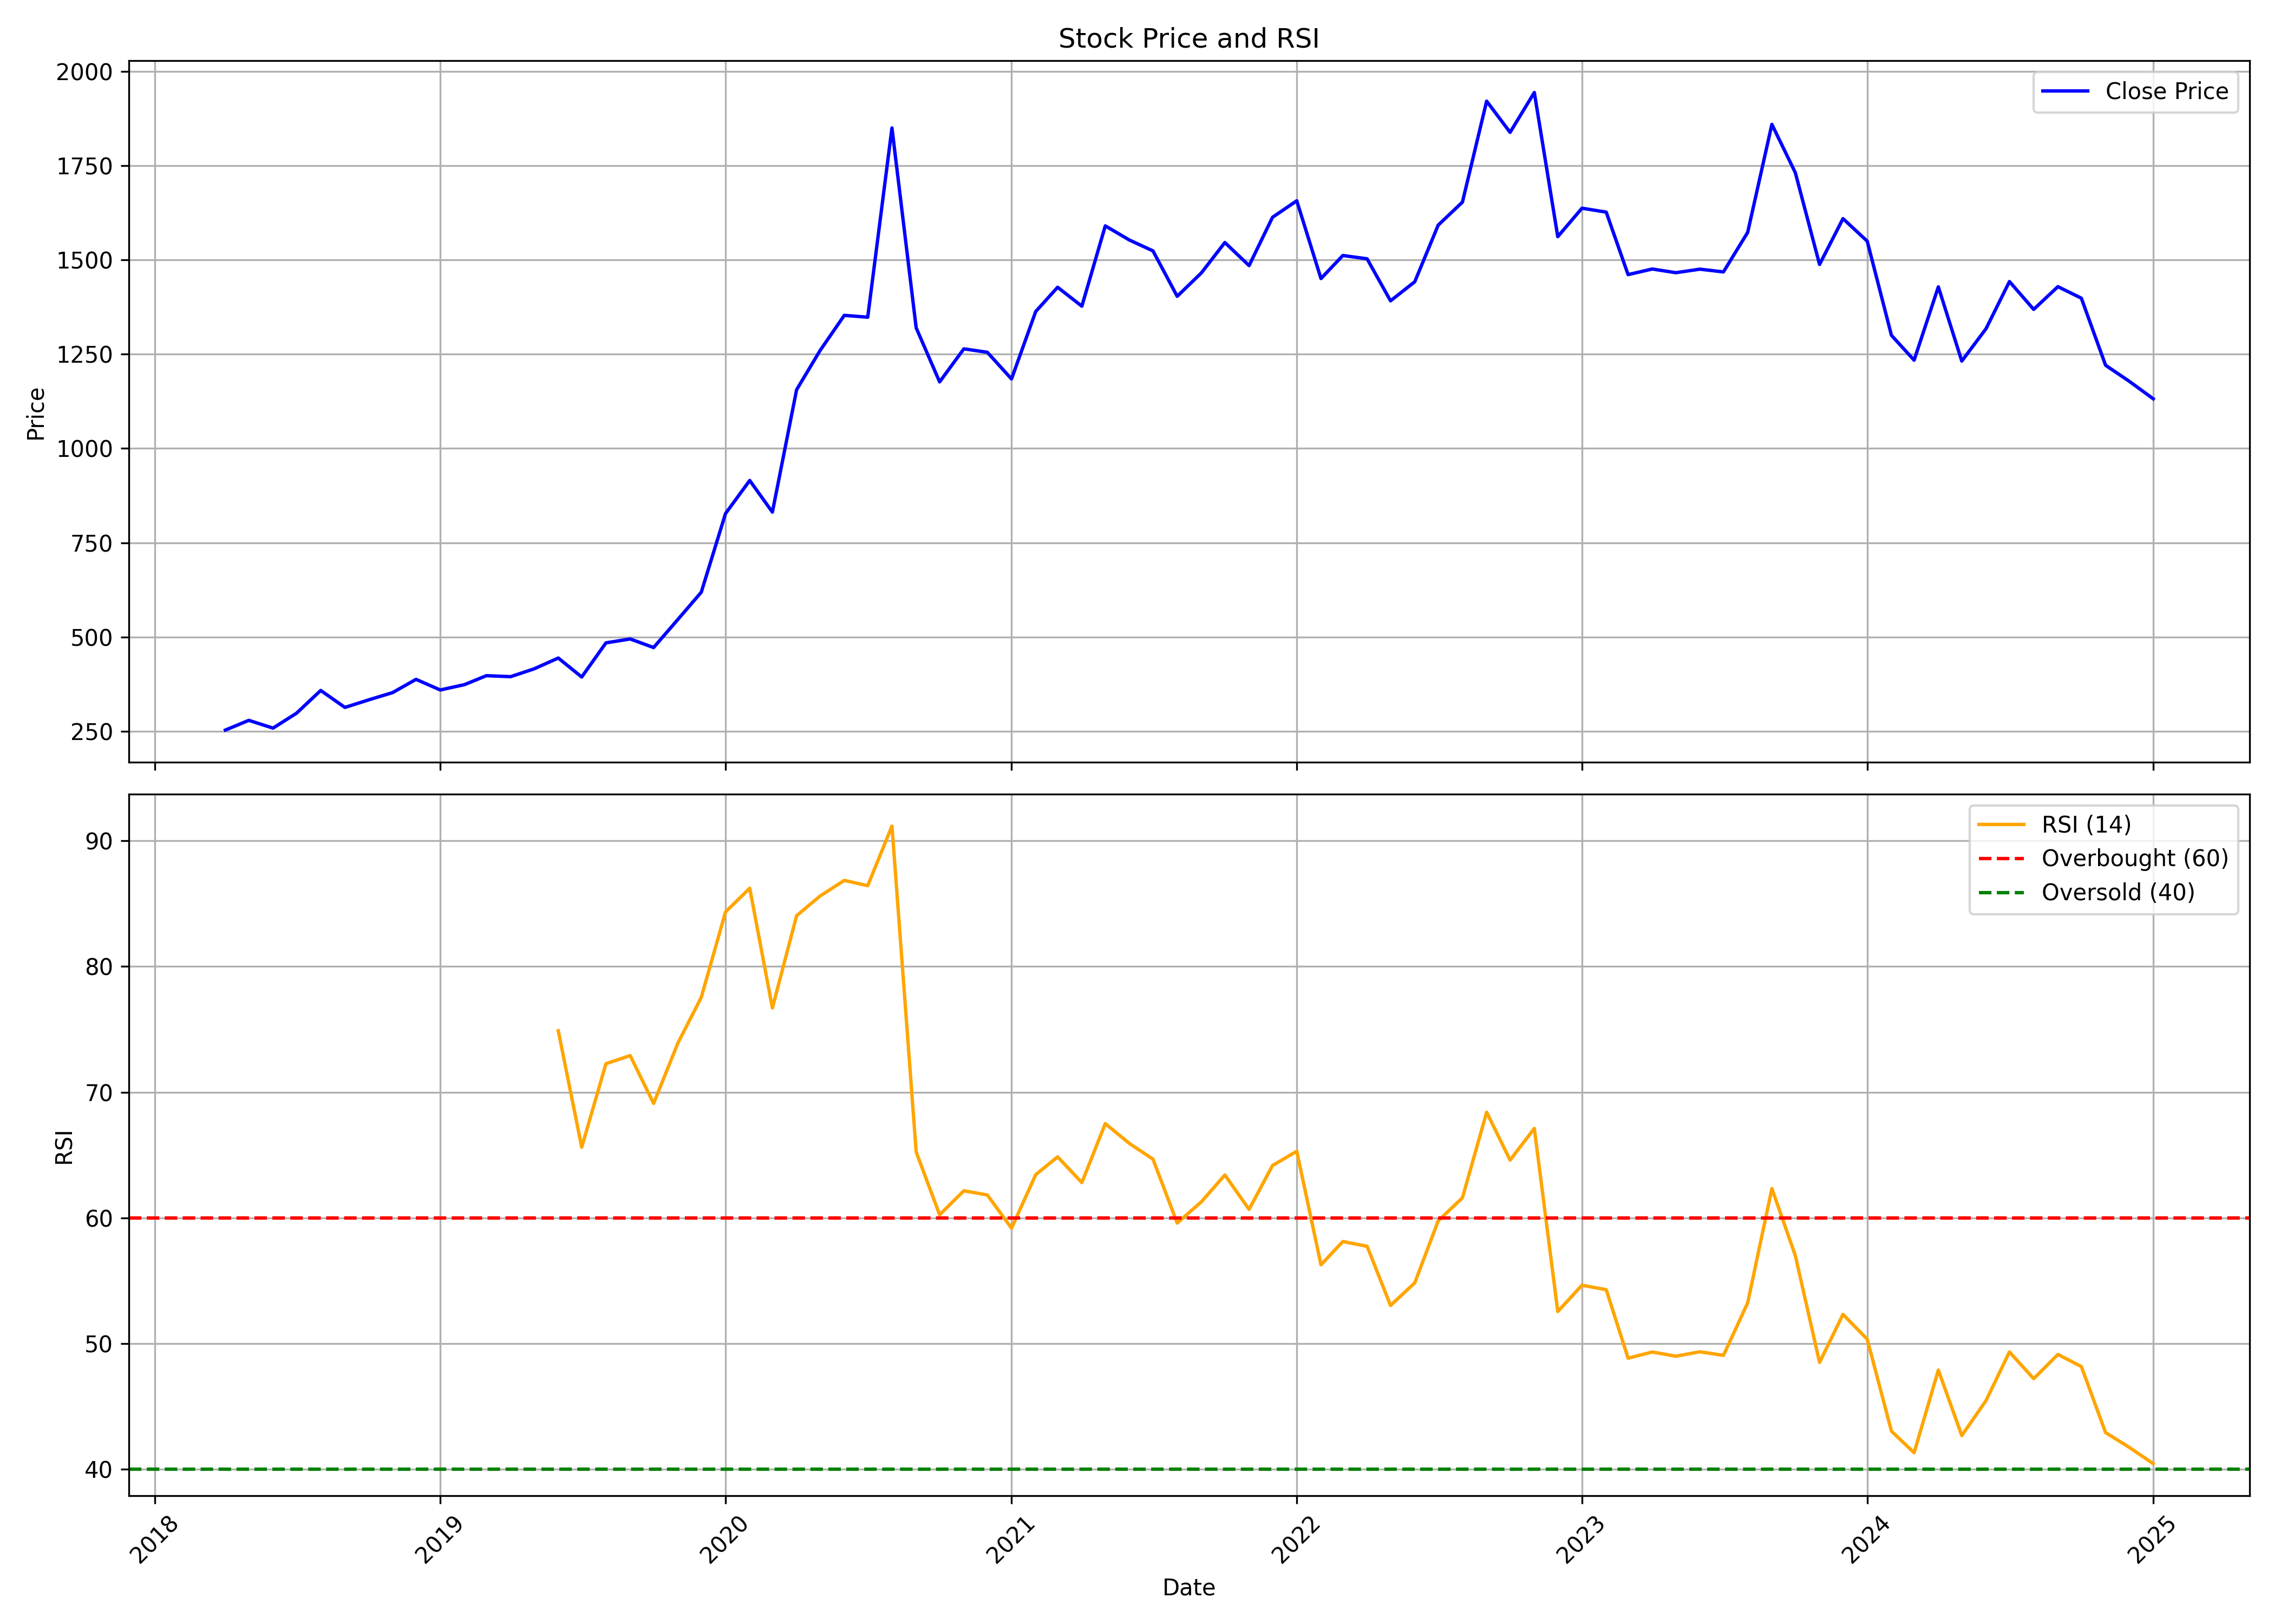 Stock Price and RSI
2000
1750
1500
1250
1000
750
500
250
Price
Close Price
90
80
70
60
50
40
RSI
RSI (14)
Overbought (60)
Oversold (40)
2018
2019
2020
2021
2022
2023
2024
2025
Date